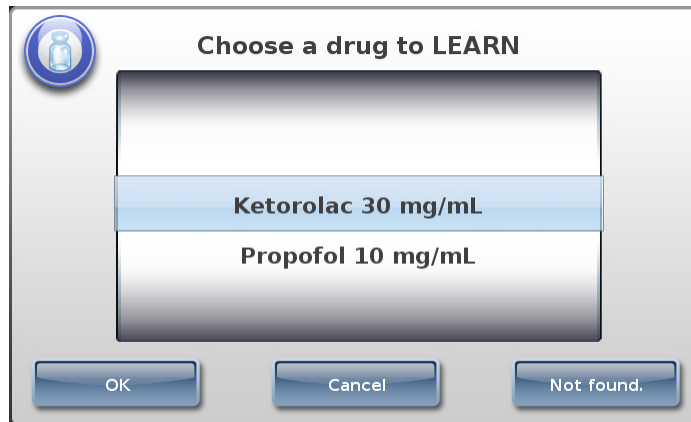 Choose a drug to LEARN
Ketorolac 30 mg/mL
Propofol 10 mg/mL
OK
Cancel
Not found.